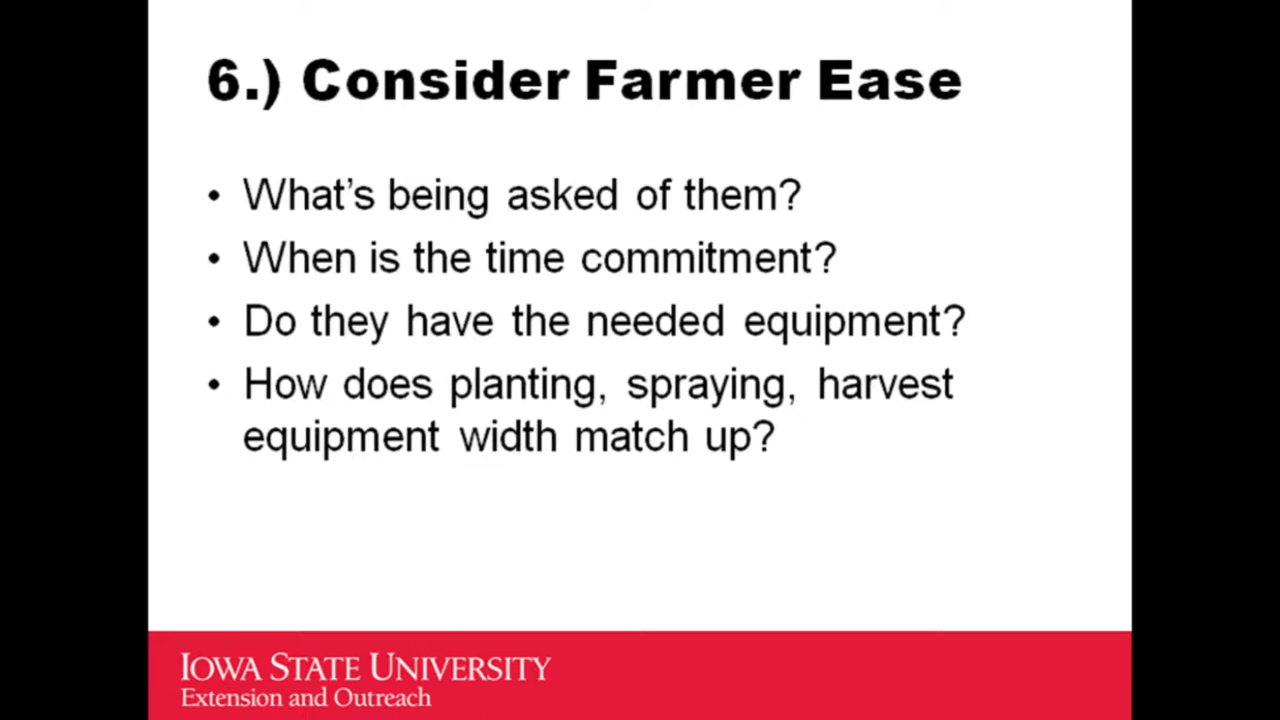 6.) Consider Farmer Ease
• What's being asked of them?
• When is the time commitment?
• Do they have the needed equipment?
• How does planting, spraying, harvest
equipment width match up?
IOWA STATE UNIVERSITY
Extension and Outreach